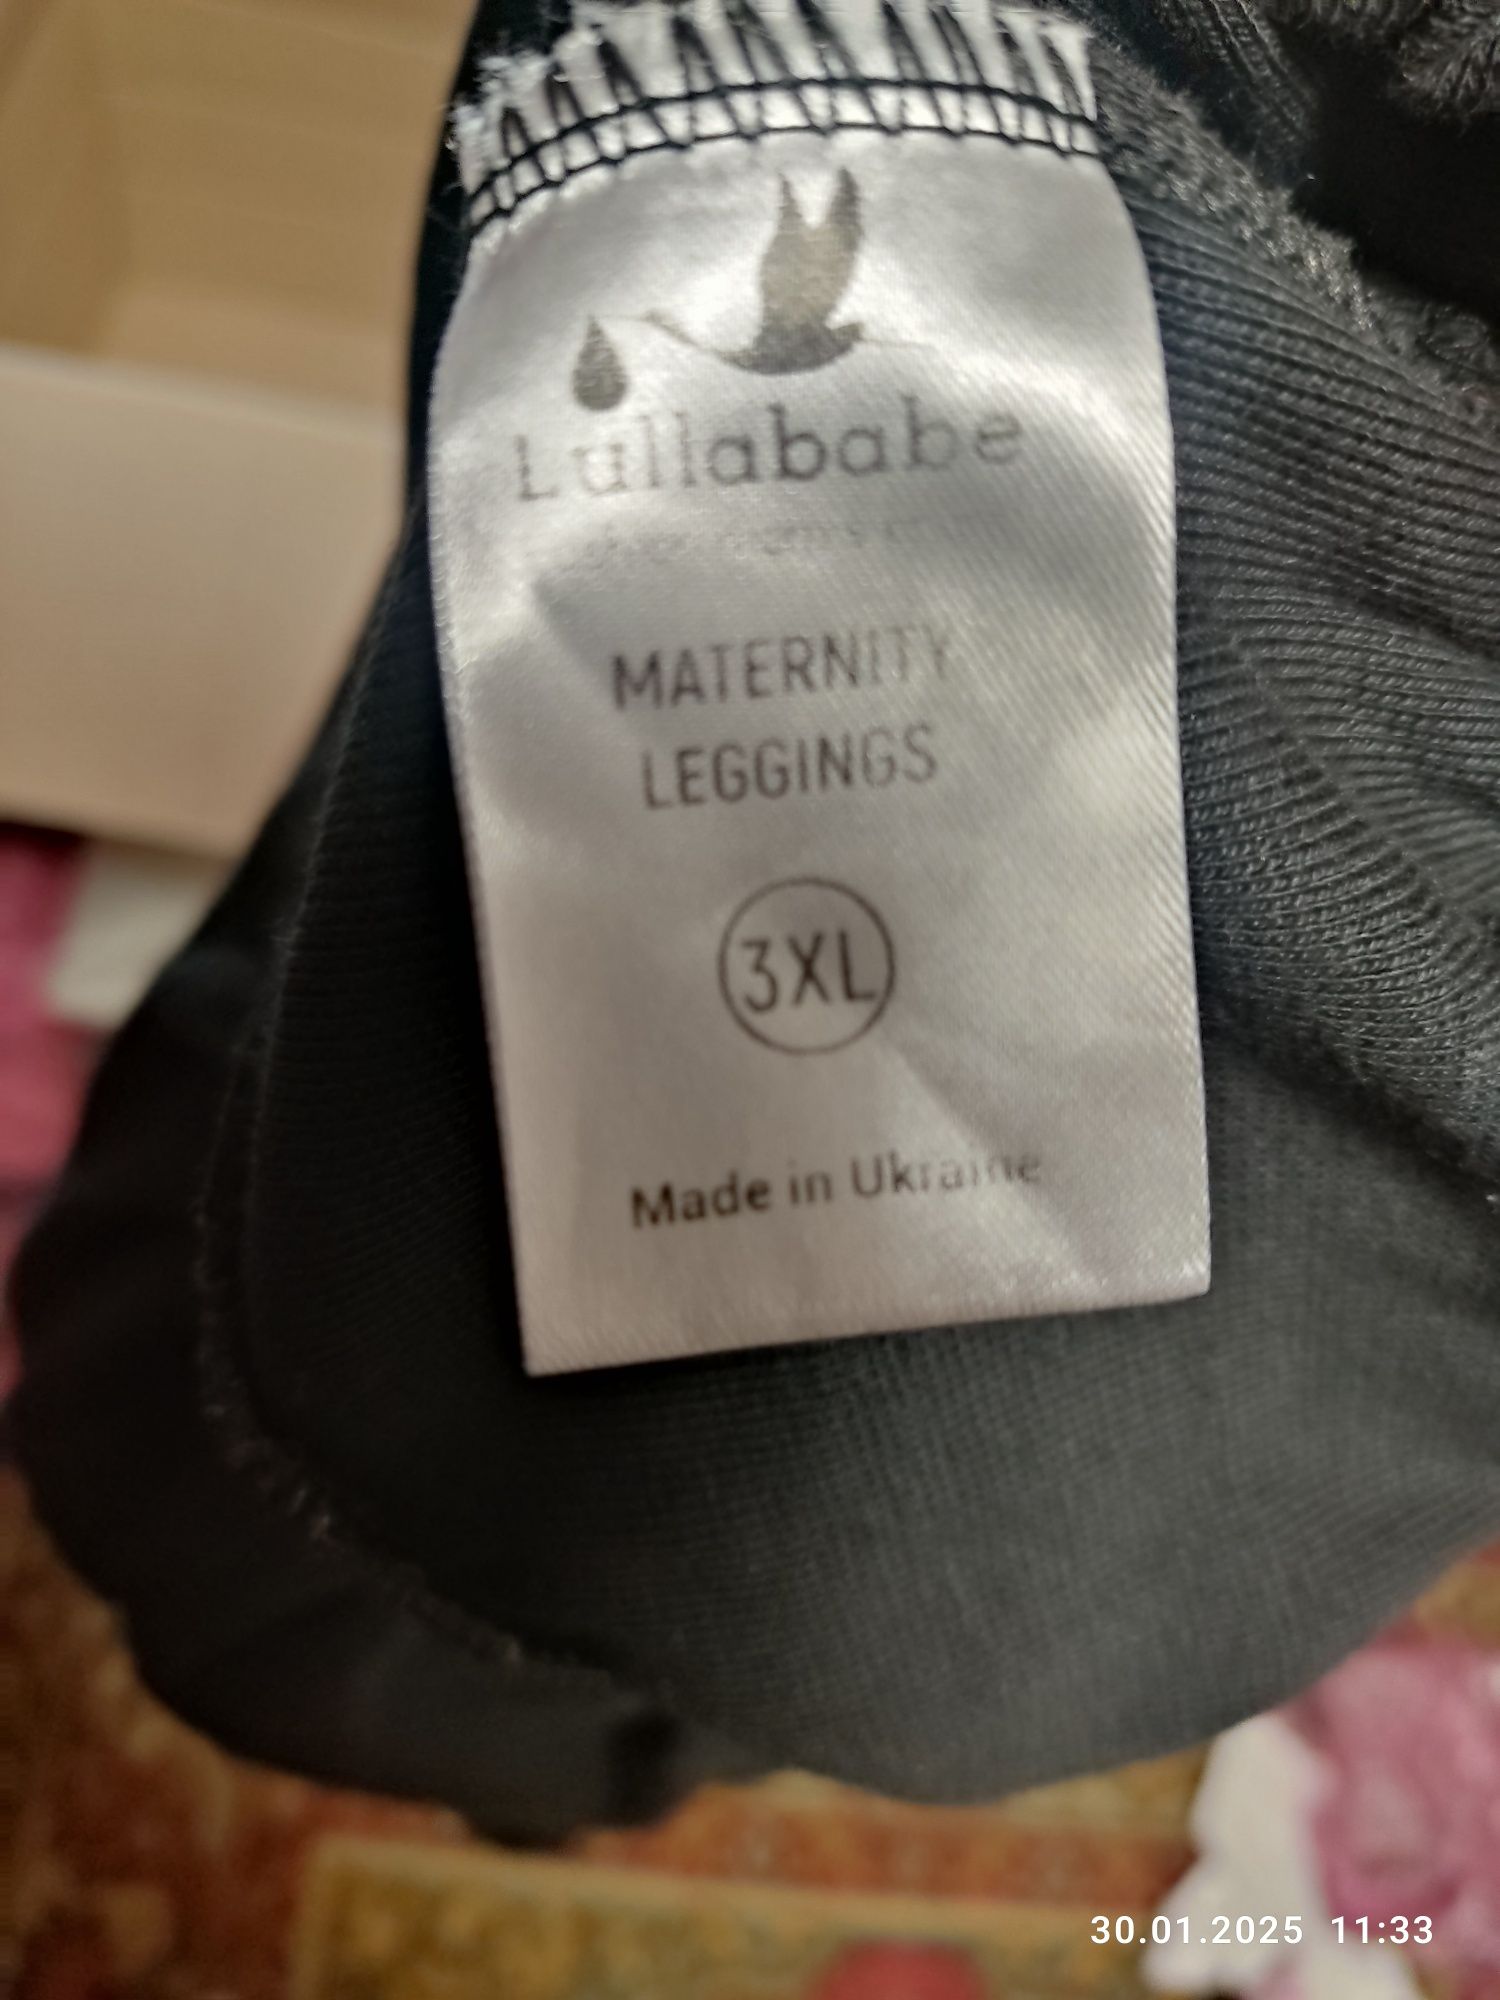 Lullababe
MATERNITY
LEGGINGS
3XL
Made in Ukraine
30.01.2025 11:33